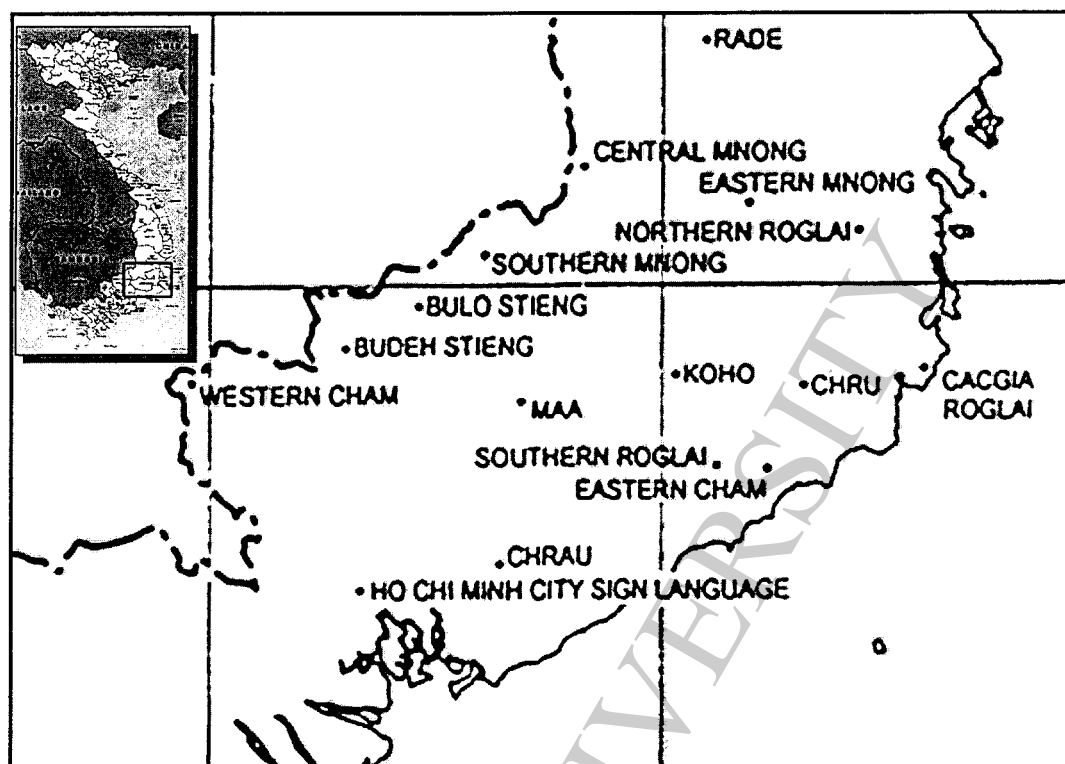 RADE
CENTRAL MNONG
EASTERN MNONG
NORTHERN ROGLAI
SOUTHERN MNONG
BULO STIENG
BUDEH STIENG
WESTERN CHAM
KOHO
CHRU
CACGIA
ROGLAI
MAA
SOUTHERN ROGLAI
EASTERN CHAM
CHRAU
HO CHI MINH CITY SIGN LANGUAGE
VERSITY